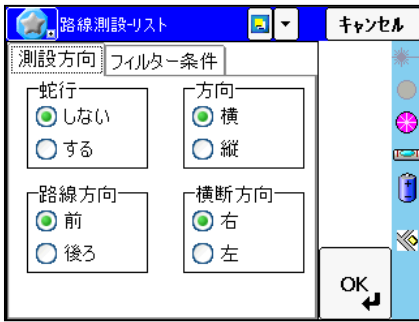 路線測設-リスト
キャンセル
測設方向 フィルター条件
蛇行 方向
しない 横
する 縦
路線方向 横断方向
前 右
後ろ 左
OK